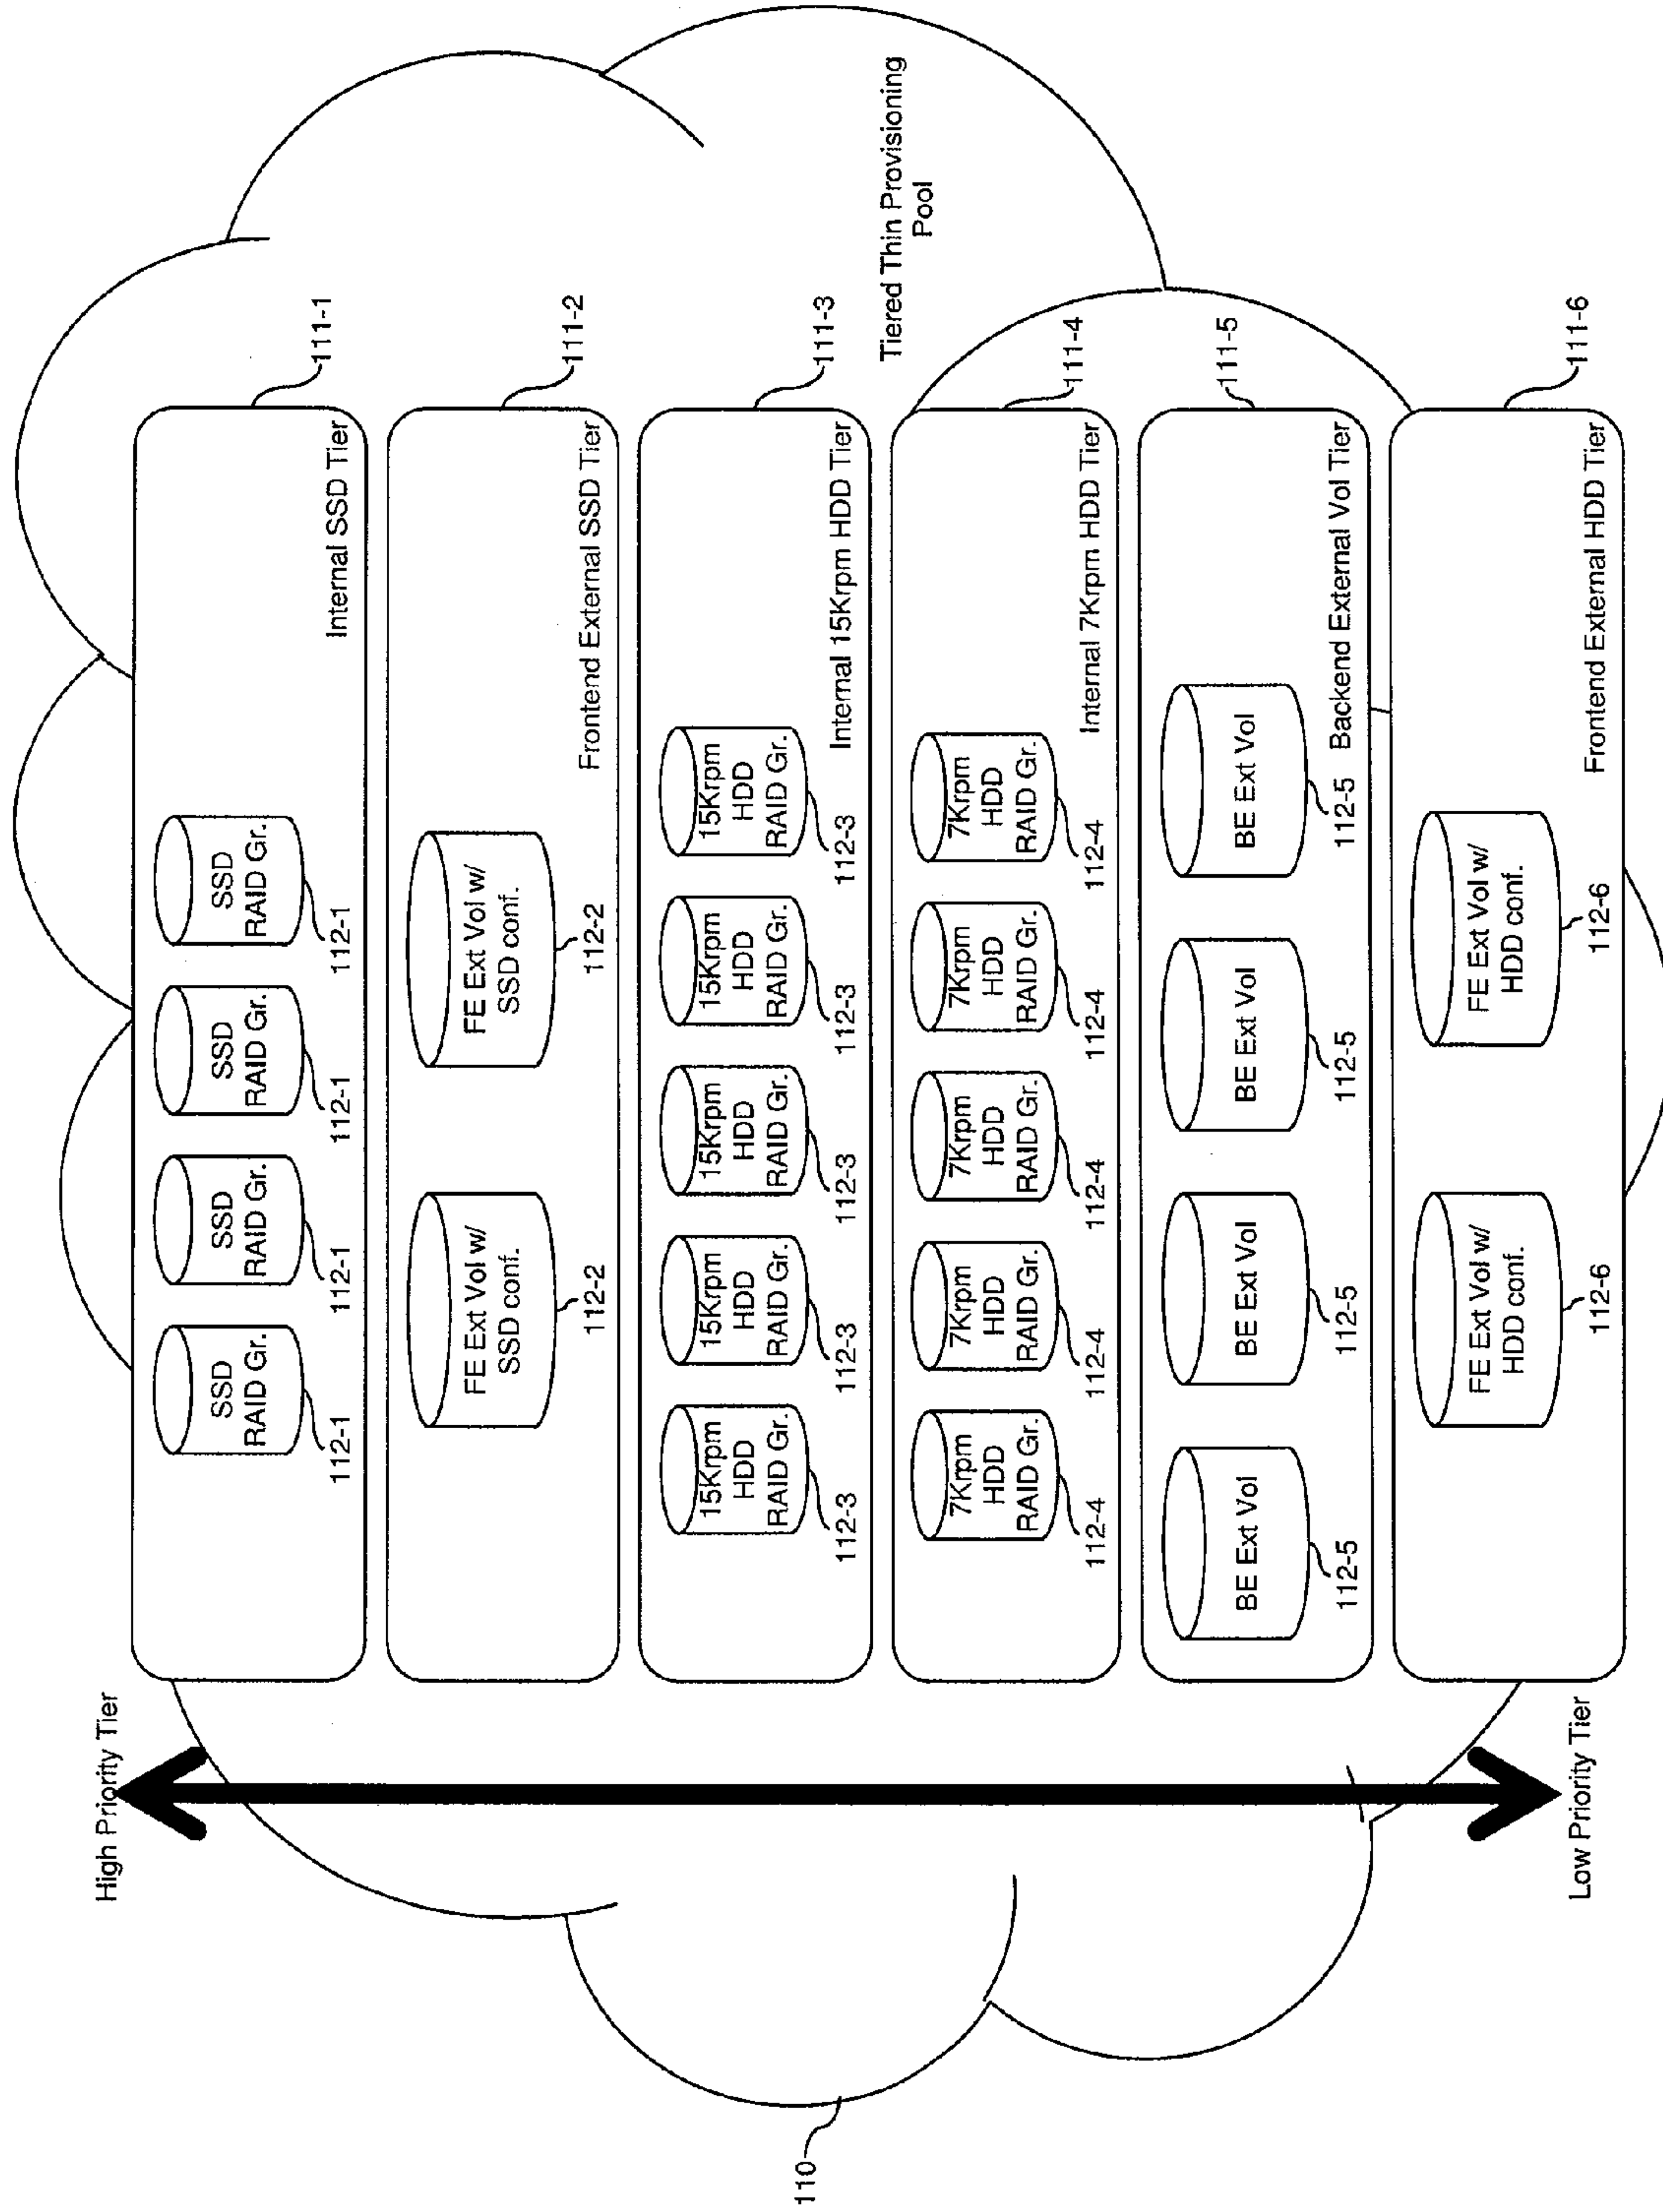 High Priority Tier
SSD
RAID Gr.
SSD
RAID Gr.
SSD
RAID Gr.
SSD
RAID Gr.
112-1
112-1
112-1
112-1
Internal SSD Tier
111-1
FE Ext Vol w/
SSD conf.
FE Ext Vol w/
SSD conf.
112-2
112-2
Frontend External SSD Tier
111-2
15Krpm
HDD
RAID Gr.
15Krpm
HDD
RAID Gr.
15Krpm
HDD
RAID Gr.
15Krpm
HDD
RAID Gr.
15Krpm
HDD
RAID Gr.
112-3
112-3
112-3
112-3
112-3
Internal 15Krpm HDD Tier
111-3
Tiered Thin Provisioning
Pool
110
7Krpm
HDD
RAID Gr.
7Krpm
HDD
RAID Gr.
7Krpm
HDD
RAID Gr.
7Krpm
HDD
RAID Gr.
7Krpm
HDD
RAID Gr.
112-4
112-4
112-4
112-4
112-4
Internal 7Krpm HDD Tier
111-4
BE Ext Vol
BE Ext Vol
BE Ext Vol
BE Ext Vol
112-5
112-5
112-5
112-5
Backend External Vol Tier
111-5
FE Ext Vol w/
HDD conf.
FE Ext Vol w/
HDD conf.
112-6
112-6
Frontend External HDD Tier
111-6
Low Priority Tier